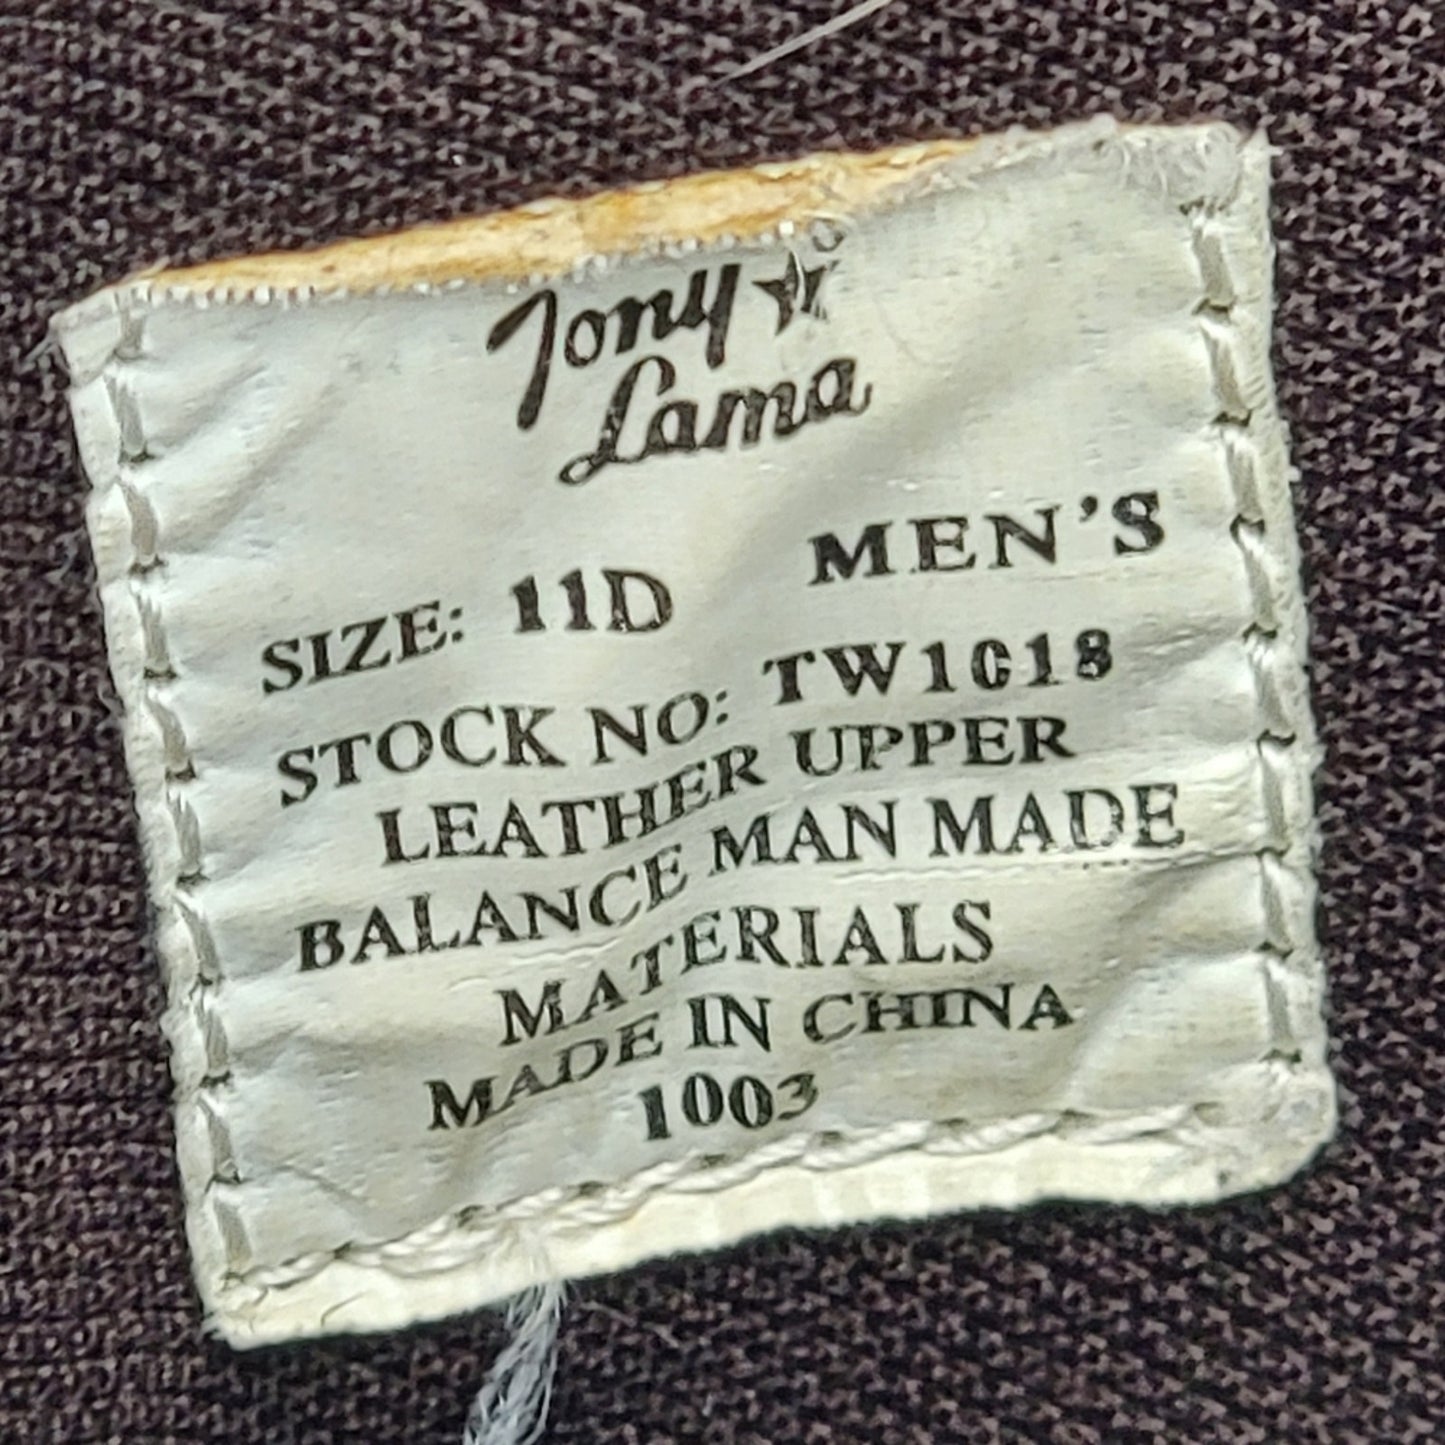 Tony
Lama
MEN'S
SIZE: 11D
STOCK NO: TW1018
LEATHER UPPER
BALANCE MAN MADE
MATERIALS
MADE IN CHINA
1003